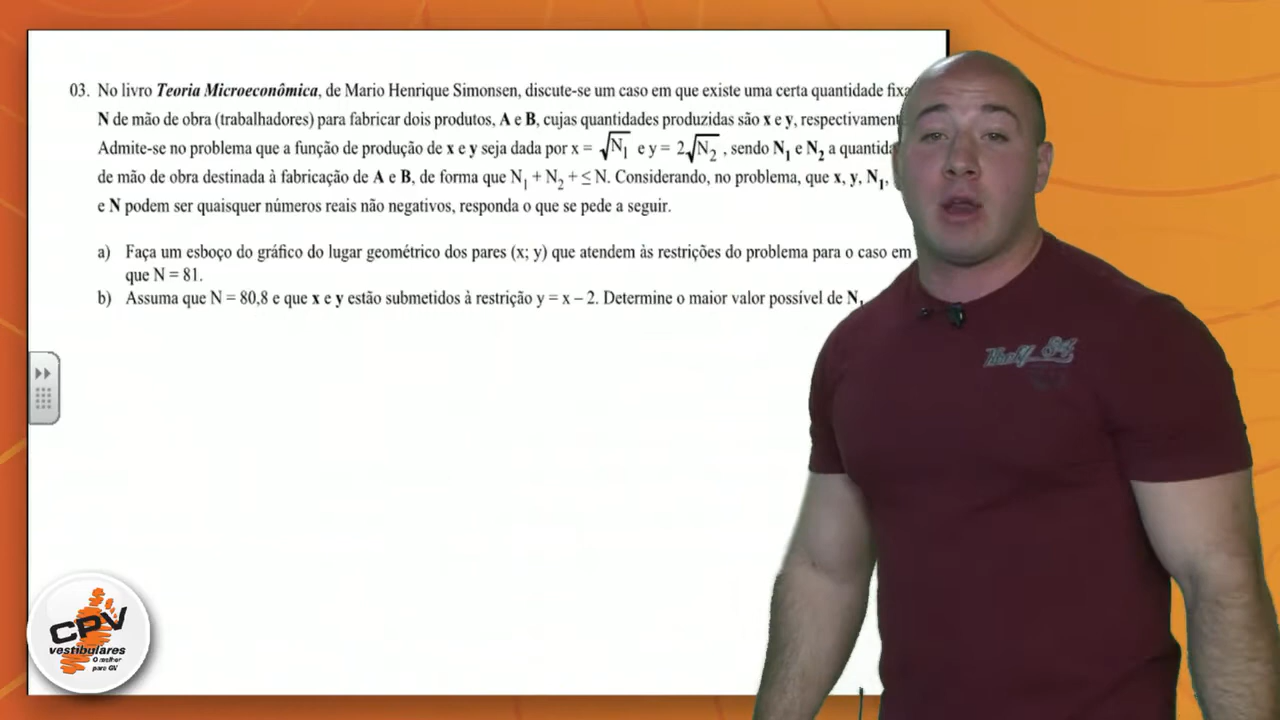 03. No livro Teoria Microeconômica, de Mario Henrique Simonsen, discute-se um caso em que existe uma certa quantidade
N de mão de obra (trabalhadores) para fabricar dois produtos, A e B, cujas quantidades produzidas são x e y,
Admite-se no problema que a função de produção de x e y seja dada por x = √N₁ e y = 2√N₂, sendo N₁ e N₂ a
de mão de obra destinada à fabricação de A e B, de forma que N₁ + N₂ + ≤ N. Considerando, no problema, que x, y, N₁,
e N podem ser quaisquer números reais não negativos, responda o que se pede a seguir.
a) Faça um esboço do gráfico do lugar geométrico dos pares (x; y) que atendem às restrições do problema para o caso em
que N = 81.
b) Assuma que N = 80,8 e que x e y estão submetidos à restrição y = x – 2. Determine o maior valor possível de N₁
CPV
vestibulares
O melhor
para GV